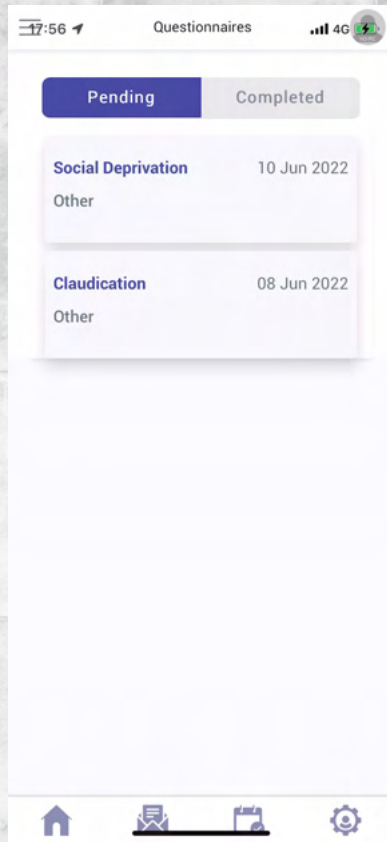 17:56
Questionnaires
4G
Pending
Completed
Social Deprivation
10 Jun 2022
Other
Claudication
08 Jun 2022
Other